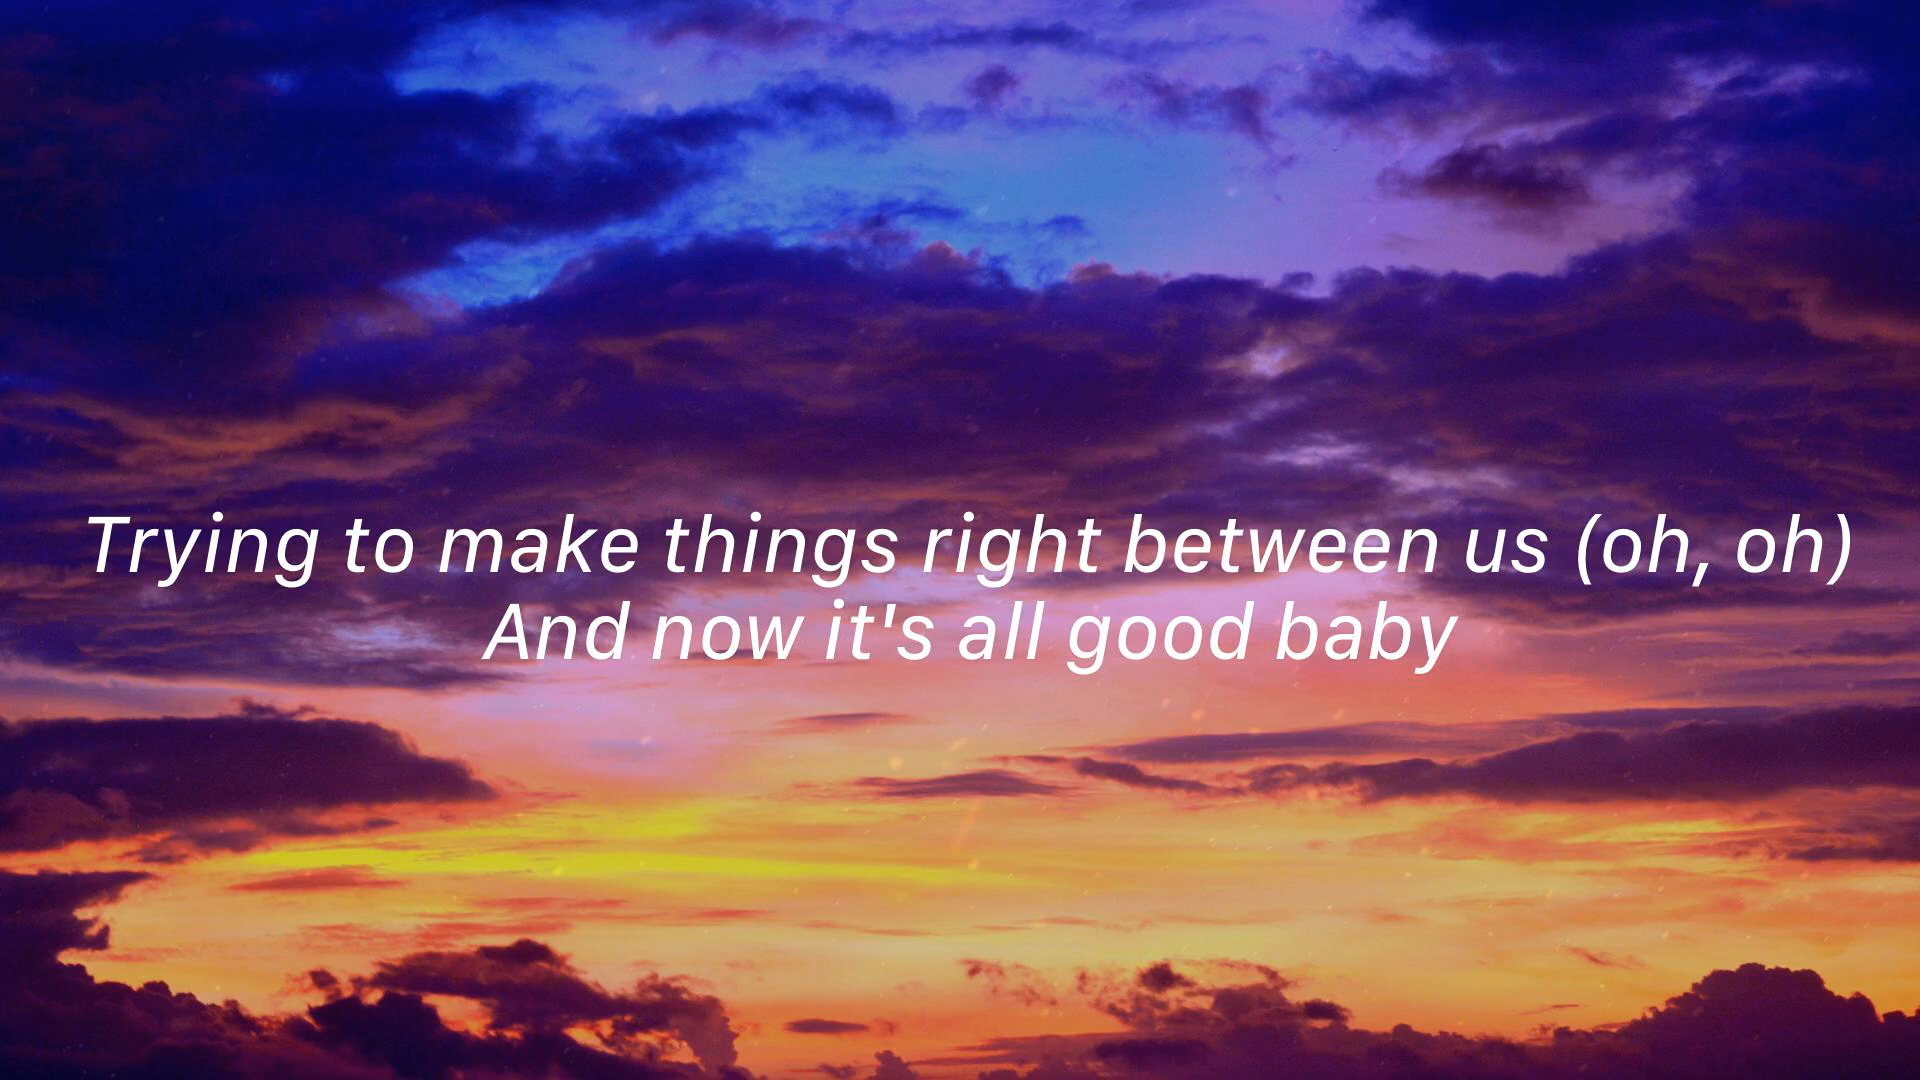 Trying to make things right between us (oh, oh)
And now it's all good baby